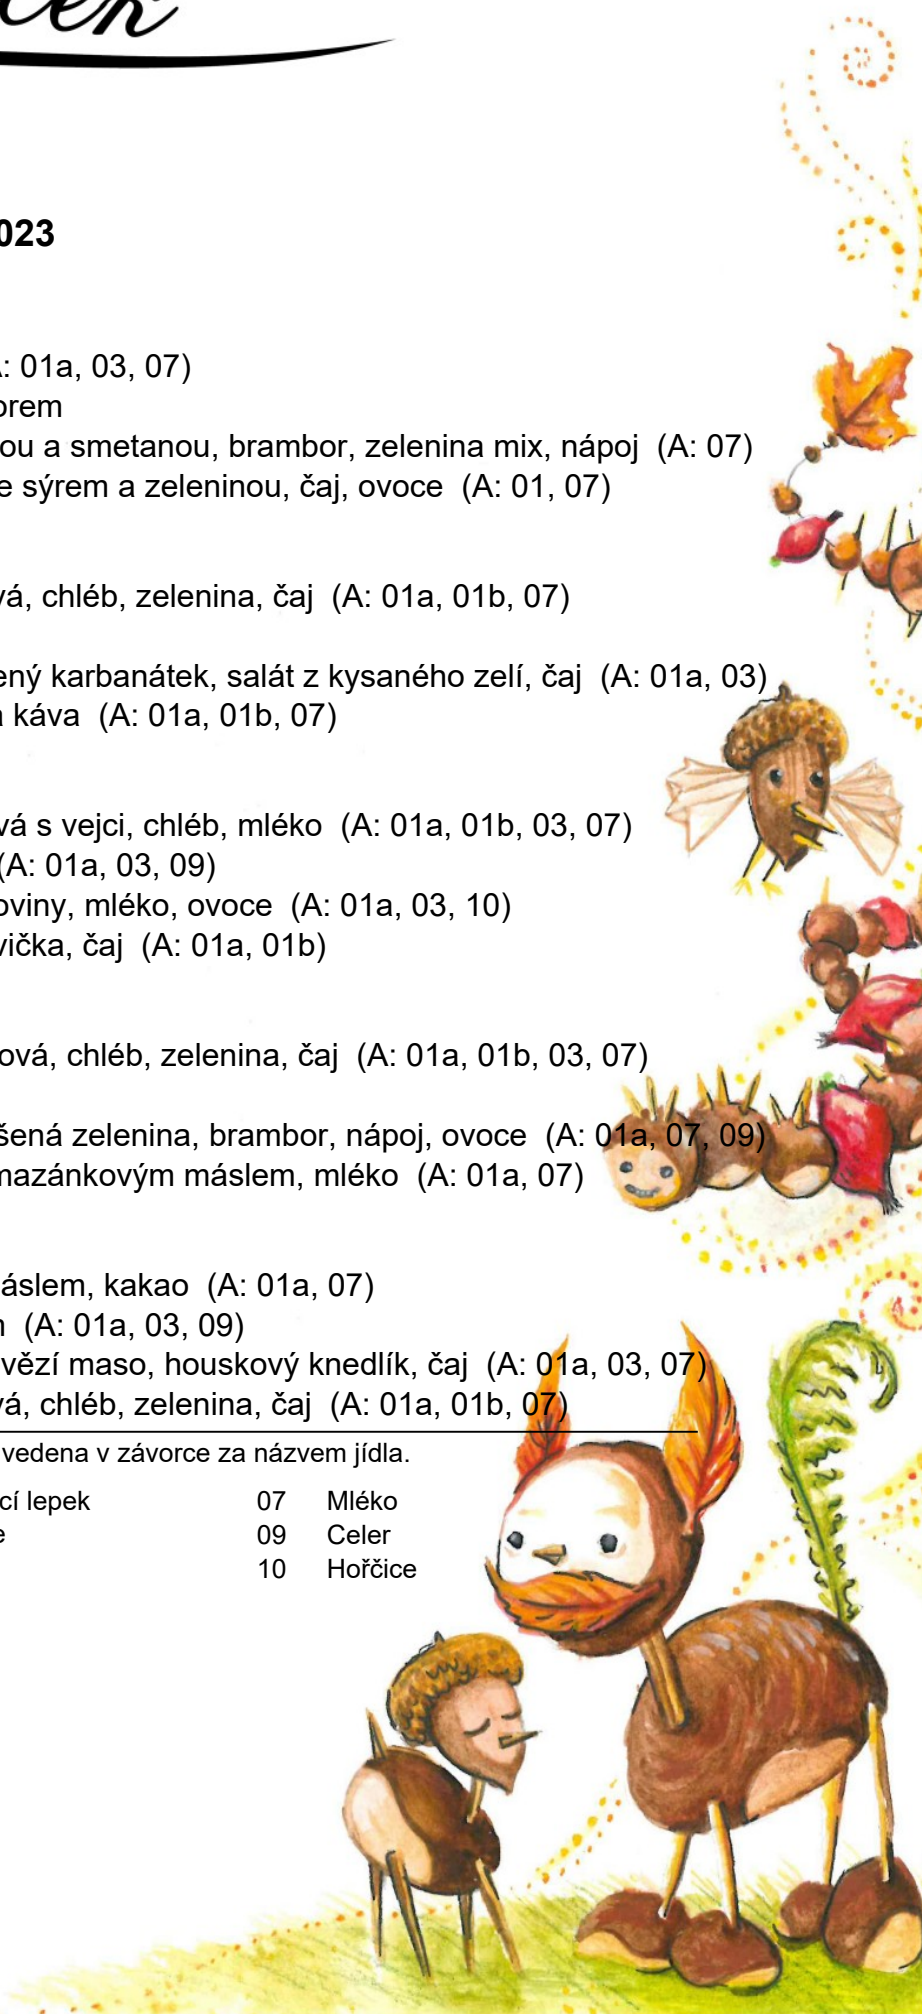 ček
023
A: 01a, 03, 07)
orem
ou a smetanou, brambor, zelenina mix, nápoj (A: 07)
e sýrem a zeleninou, čaj, ovoce (A: 01, 07)
vá, chléb, zelenina, čaj (A: 01a, 01b, 07)
ený karbanátek, salát z kysaného zelí, čaj (A: 01a, 03)
a káva (A: 01a, 01b, 07)
vá s vejci, chléb, mléko (A: 01a, 01b, 03, 07)
(A: 01a, 03, 09)
oviny, mléko, ovoce (A: 01a, 03, 10)
vička, čaj (A: 01a, 01b)
ová, chléb, zelenina, čaj (A: 01a, 01b, 03, 07)
šená zelenina, brambor, nápoj, ovoce (A: 01a, 07, 09)
mazánkovým máslem, mléko (A: 01a, 07)
áslem, kakao (A: 01a, 07)
n (A: 01a, 03, 09)
vězí maso, houskový knedlík, čaj (A: 01a, 03, 07)
vá, chléb, zelenina, čaj (A: 01a, 01b, 07)
vedena v závorce za názvem jídla.
cí lepek 07 Mléko
e 09 Celer
10 Hořčice